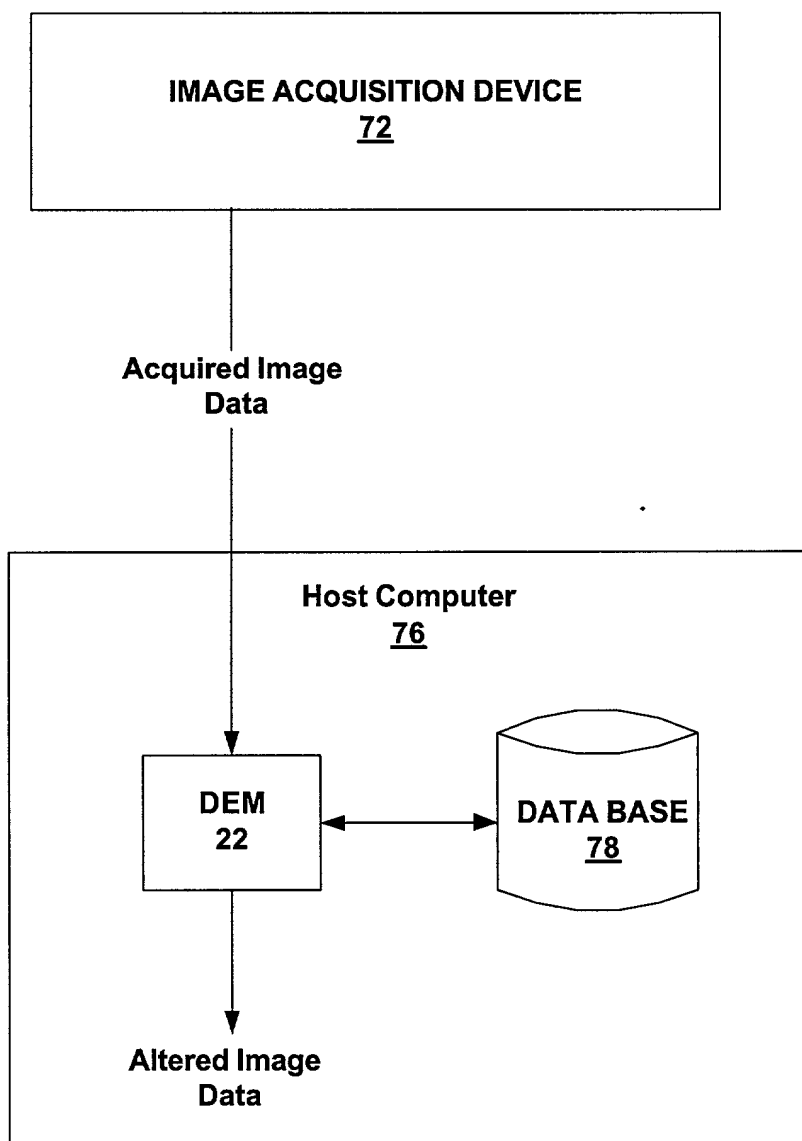 IMAGE ACQUISITION DEVICE
72
Acquired Image
Data
Host Computer
76
DEM
22
DATA BASE
78
Altered Image
Data